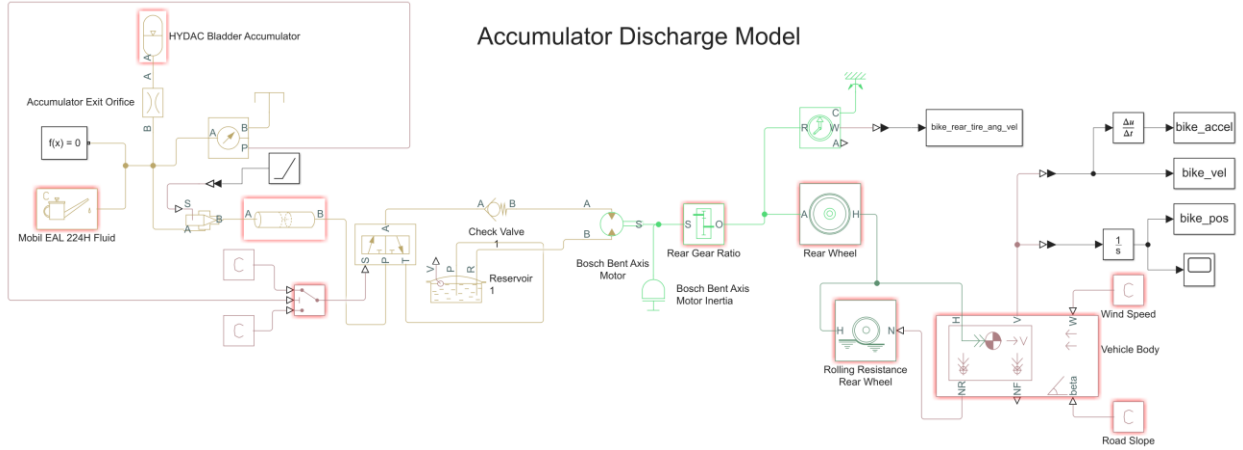 Accumulator Discharge Model
HYDAC Bladder Accumulator
A
A
Accumulator Exit Orifice
B
f(x) = 0
A
B
P
C
Mobil EAL 224H Fluid
S
A
B
A
B
C
C
A
S
P
T
A
B
Check Valve
1
V
P
R
Reservoir
1
A
B
S
Bosch Bent Axis
Motor
Bosch Bent Axis
Motor Inertia
S
O
Rear Gear Ratio
C
R
W
A
bike_rear_tire_ang_vel
A
H
Rear Wheel
H
N
Rolling Resistance
Rear Wheel
Δu
Δt
bike_accel
bike_vel
bike_pos
1
s
C
Wind Speed
H
V
W
V
NR
NF
beta
Vehicle Body
C
Road Slope